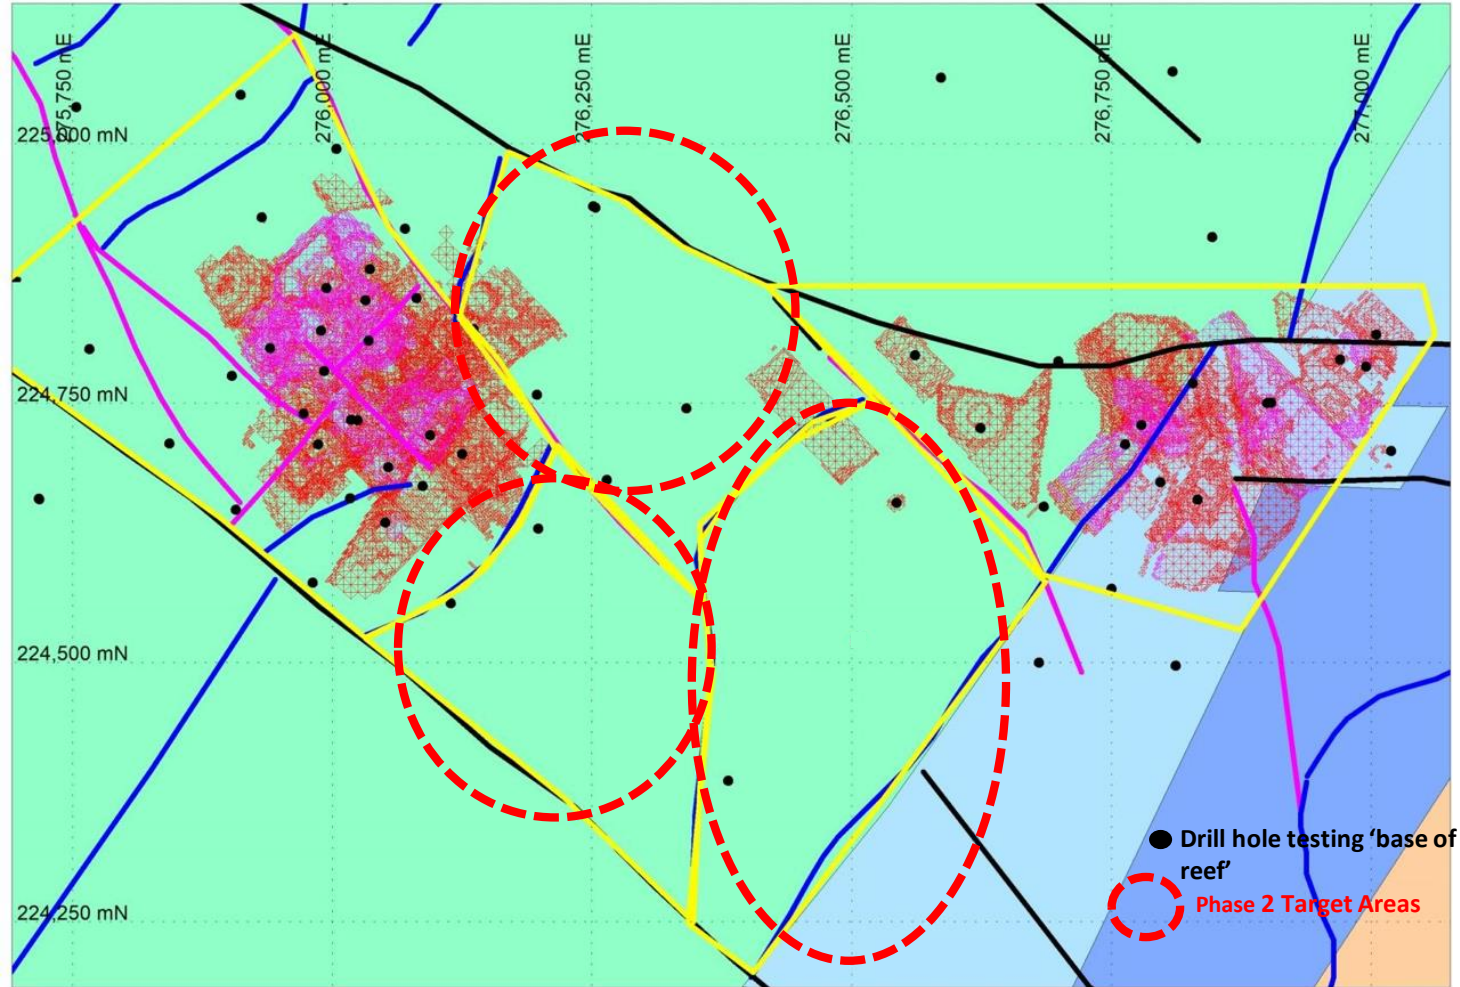 275,750 mE
276,000 mE
276,250 mE
276,500 mE
276,750 mE
277,000 mE
225,000 mN
224,750 mN
224,500 mN
224,250 mN
Drill hole testing ‘base of
reef’
Phase 2 Target Areas